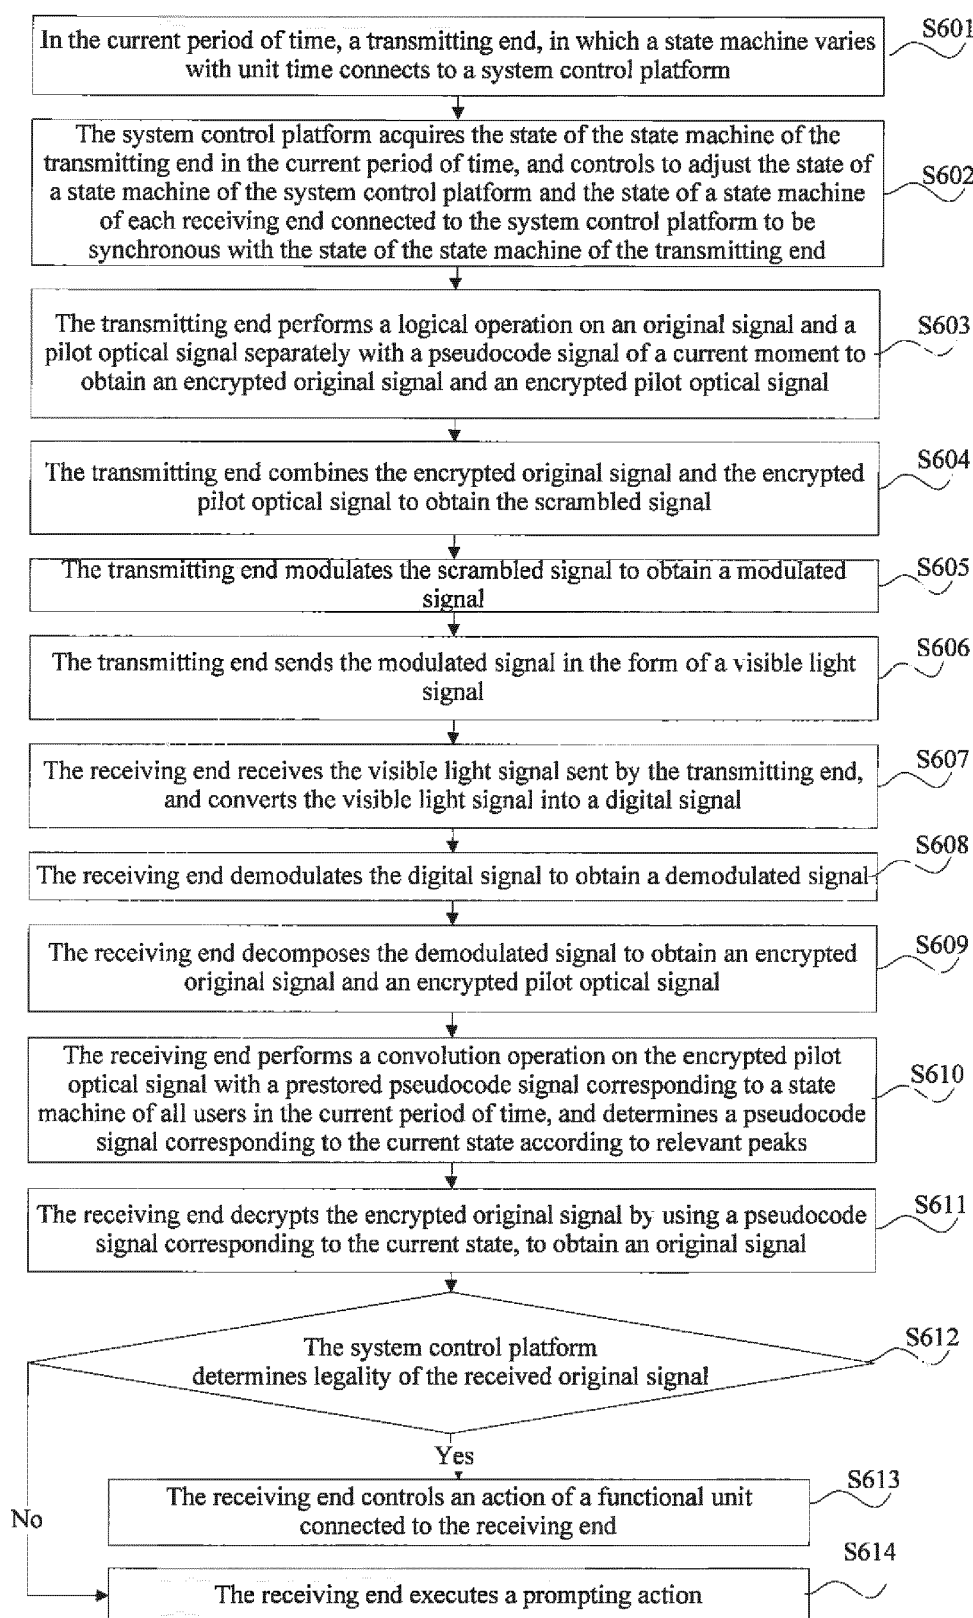 In the current period of time, a transmitting end, in which a state machine varies
with unit time connects to a system control platform
S601
The system control platform acquires the state of the state machine of the
transmitting end in the current period of time, and controls to adjust the state of
a state machine of the system control platform and the state of a state machine
of each receiving end connected to the system control platform to be
synchronous with the state of the state machine of the transmitting end
S602
The transmitting end performs a logical operation on an original signal and a
pilot optical signal separately with a pseudocode signal of a current moment to
obtain an encrypted original signal and an encrypted pilot optical signal
S603
The transmitting end combines the encrypted original signal and the encrypted
pilot optical signal to obtain the scrambled signal
S604
The transmitting end modulates the scrambled signal to obtain a modulated
signal
S605
The transmitting end sends the modulated signal in the form of a visible light
signal
S606
The receiving end receives the visible light signal sent by the transmitting end,
and converts the visible light signal into a digital signal
S607
The receiving end demodulates the digital signal to obtain a demodulated signal
S608
The receiving end decomposes the demodulated signal to obtain an encrypted
original signal and an encrypted pilot optical signal
S609
The receiving end performs a convolution operation on the encrypted pilot
optical signal with a prestored pseudocode signal corresponding to a state
machine of all users in the current period of time, and determines a pseudocode
signal corresponding to the current state according to relevant peaks
S610
The receiving end decrypts the encrypted original signal by using a pseudocode
signal corresponding to the current state, to obtain an original signal
S611
The system control platform
determines legality of the received original signal
S612
Yes
The receiving end controls an action of a functional unit
connected to the receiving end
S613
No
The receiving end executes a prompting action
S614